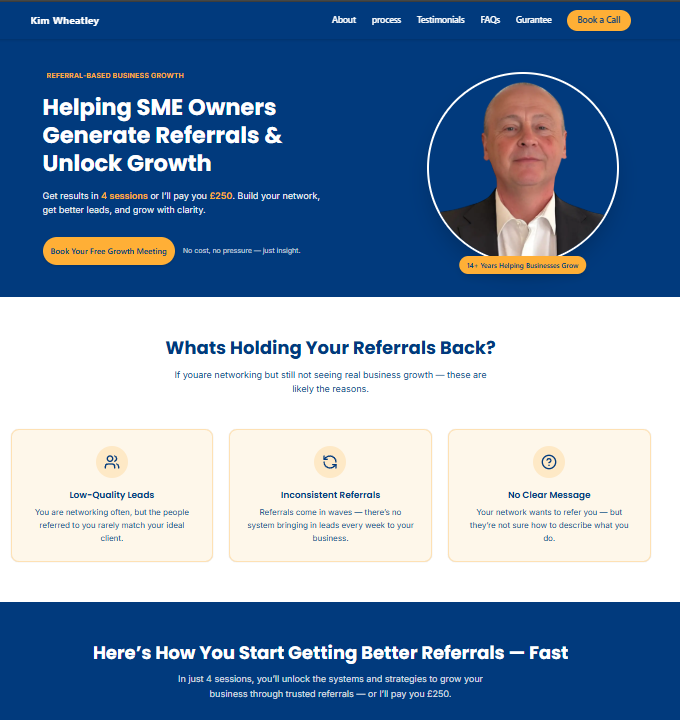 Kim Wheatley
About process Testimonials FAQs Gurantee Book a Call
REFERRAL-BASED BUSINESS GROWTH
Helping SME Owners
Generate Referrals &
Unlock Growth
Get results in 4 sessions or I'll pay you £250. Build your network,
get better leads, and grow with clarity.
Book Your Free Growth Meeting
No cost, no pressure — just insight.
14+ Years Helping Businesses Grow
Whats Holding Your Referrals Back?
If youare networking but still not seeing real business growth — these are
likely the reasons.
Low-Quality Leads
You are networking often, but the people
referred to you rarely match your ideal
client.
Inconsistent Referrals
Referrals come in waves — there's no
system bringing in leads every week to your
business.
No Clear Message
Your network wants to refer you — but
they're not sure how to describe what you
do.
Here's How You Start Getting Better Referrals — Fast
In just 4 sessions, you'll unlock the systems and strategies to grow your
business through trusted referrals — or I'll pay you £250.